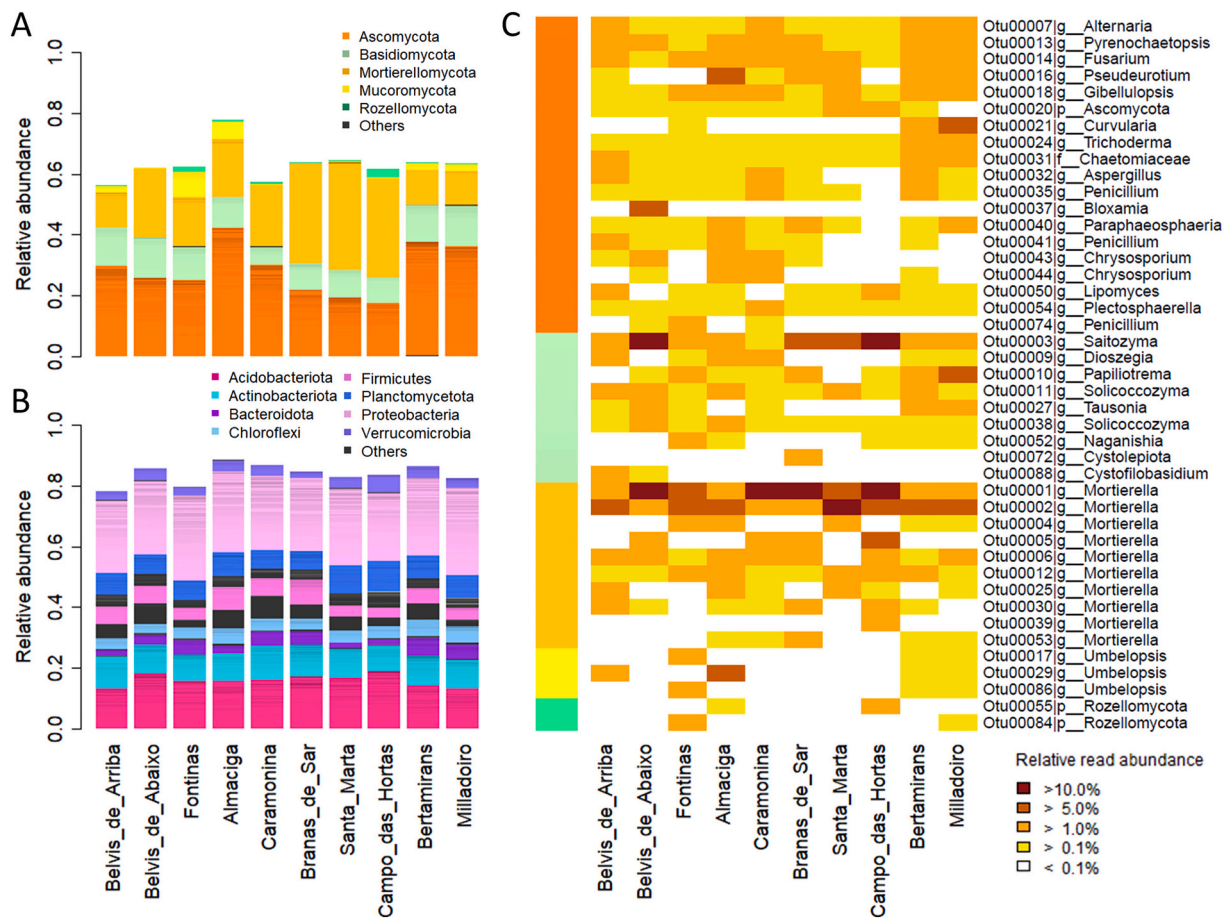 A
Ascomycota
Basidiomycota
Mortierellomycota
Mucoromycota
Rozellomycota
Others
Relative abundance
0.0 0.2 0.4 0.6 0.8 1.0
B
Acidobacteriota
Actinobacteriota
Bacteroidota
Chloroflexi
Firmicutes
Planctomycetota
Proteobacteria
Verrucomicrobia
Others
Relative abundance
0.0 0.2 0.4 0.6 0.8 1.0
Belvis_de_Arriba
Belvis_de_Abaixo
Fontinas
Almaciga
Caramonina
Branas_de_Sar
Santa_Marta
Campo_das_Hortas
Bertamirans
Milladoiro
C
Otu00007|g__Alternaria
Otu00013|g__Pyrenochaetopsis
Otu00014|g__Fusarium
Otu00016|g__Pseudeurotium
Otu00018|g__Gibellulopsis
Otu00020|p__Ascomycota
Otu00021|g__Curvularia
Otu00024|g__Trichoderma
Otu00031|f__Chaetomiaceae
Otu00032|g__Aspergillus
Otu00035|g__Penicillium
Otu00037|g__Bloxamia
Otu00040|g__Paraphaeosphaeria
Otu00041|g__Penicillium
Otu00043|g__Chrysosporium
Otu00044|g__Chrysosporium
Otu00050|g__Lipomyces
Otu00054|g__Plectosphaerella
Otu00074|g__Penicillium
Otu00003|g__Saitozyma
Otu00009|g__Dioszegia
Otu00010|g__Papiliotrema
Otu00011|g__Solicoccozyma
Otu00027|g__Tausonia
Otu00038|g__Solicoccozyma
Otu00052|g__Naganishia
Otu00072|g__Cystolepiota
Otu00088|g__Cystofilobasidium
Otu00001|g__Mortierella
Otu00002|g__Mortierella
Otu00004|g__Mortierella
Otu00005|g__Mortierella
Otu00006|g__Mortierella
Otu00012|g__Mortierella
Otu00025|g__Mortierella
Otu00030|g__Mortierella
Otu00039|g__Mortierella
Otu00053|g__Mortierella
Otu00017|g__Umbelopsis
Otu00029|g__Umbelopsis
Otu00086|g__Umbelopsis
Otu00055|p__Rozellomycota
Otu00084|p__Rozellomycota
Belvis_de_Arriba
Belvis_de_Abaixo
Fontinas
Almaciga
Caramonina
Branas_de_Sar
Santa_Marta
Campo_das_Hortas
Bertamirans
Milladoiro
Relative read abundance
>10.0%
> 5.0%
> 1.0%
> 0.1%
< 0.1%